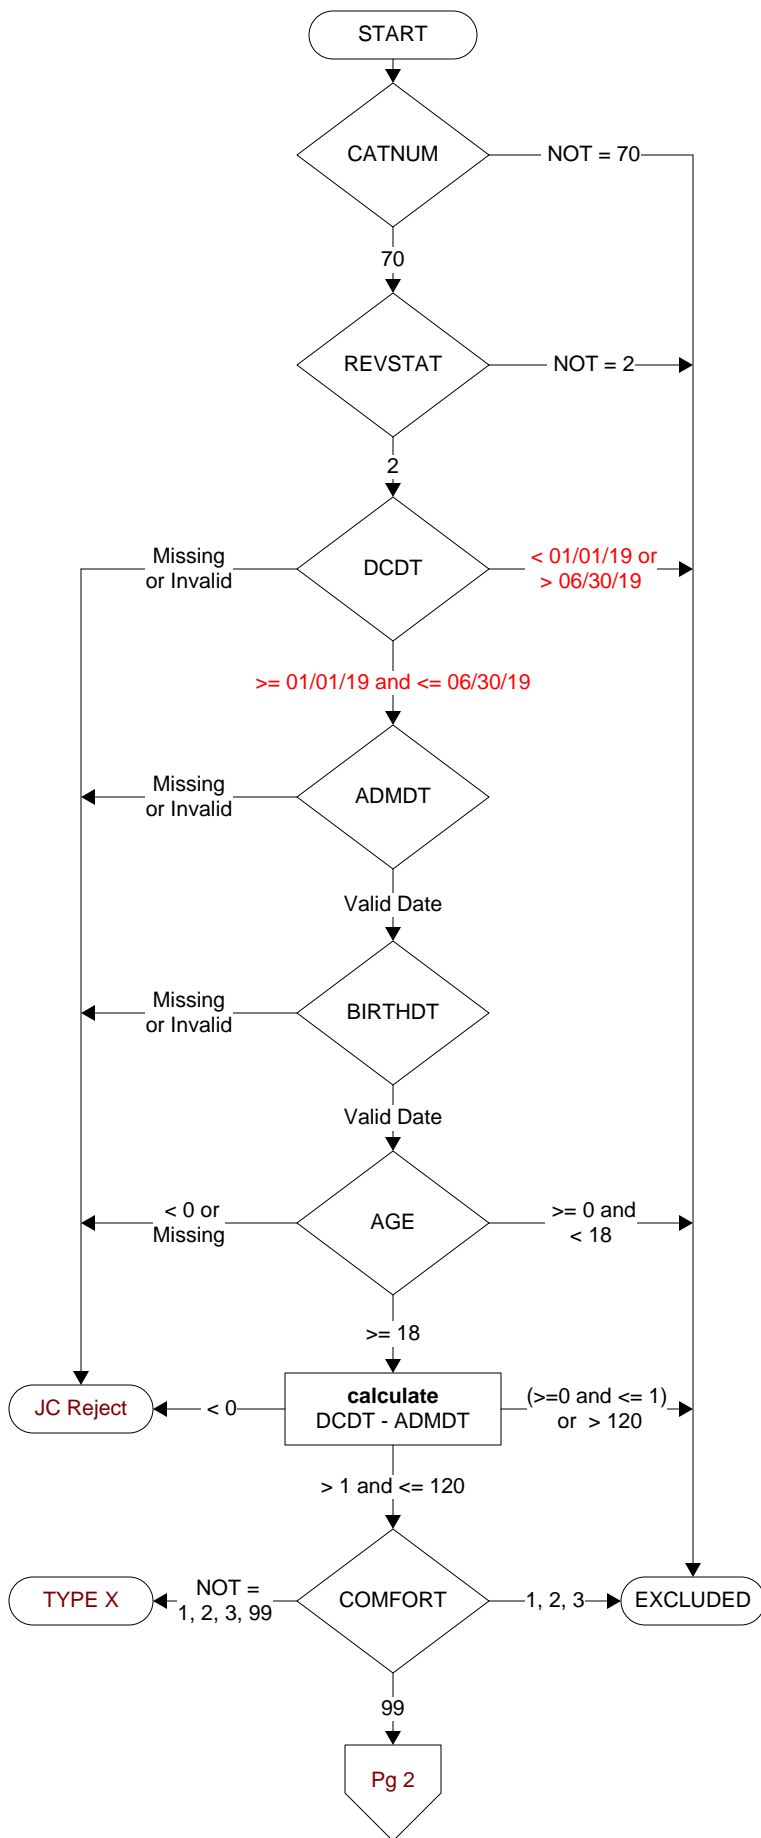 START
CATNUM
NOT = 70
70
REVSTAT
NOT = 2
2
Missing
or Invalid
DCDT
< 01/01/19 or
> 06/30/19
>= 01/01/19 and <= 06/30/19
Missing
or Invalid
ADMDT
Valid Date
Missing
or Invalid
BIRTHDT
Valid Date
< 0 or
Missing
AGE
>= 0 and
< 18
>= 18
JC Reject
< 0
calculate
DCDT - ADMDT
(>=0 and <= 1)
or > 120
> 1 and <= 120
TYPE X
NOT =
1, 2, 3, 99
COMFORT
1, 2, 3
EXCLUDED
99
Pg 2